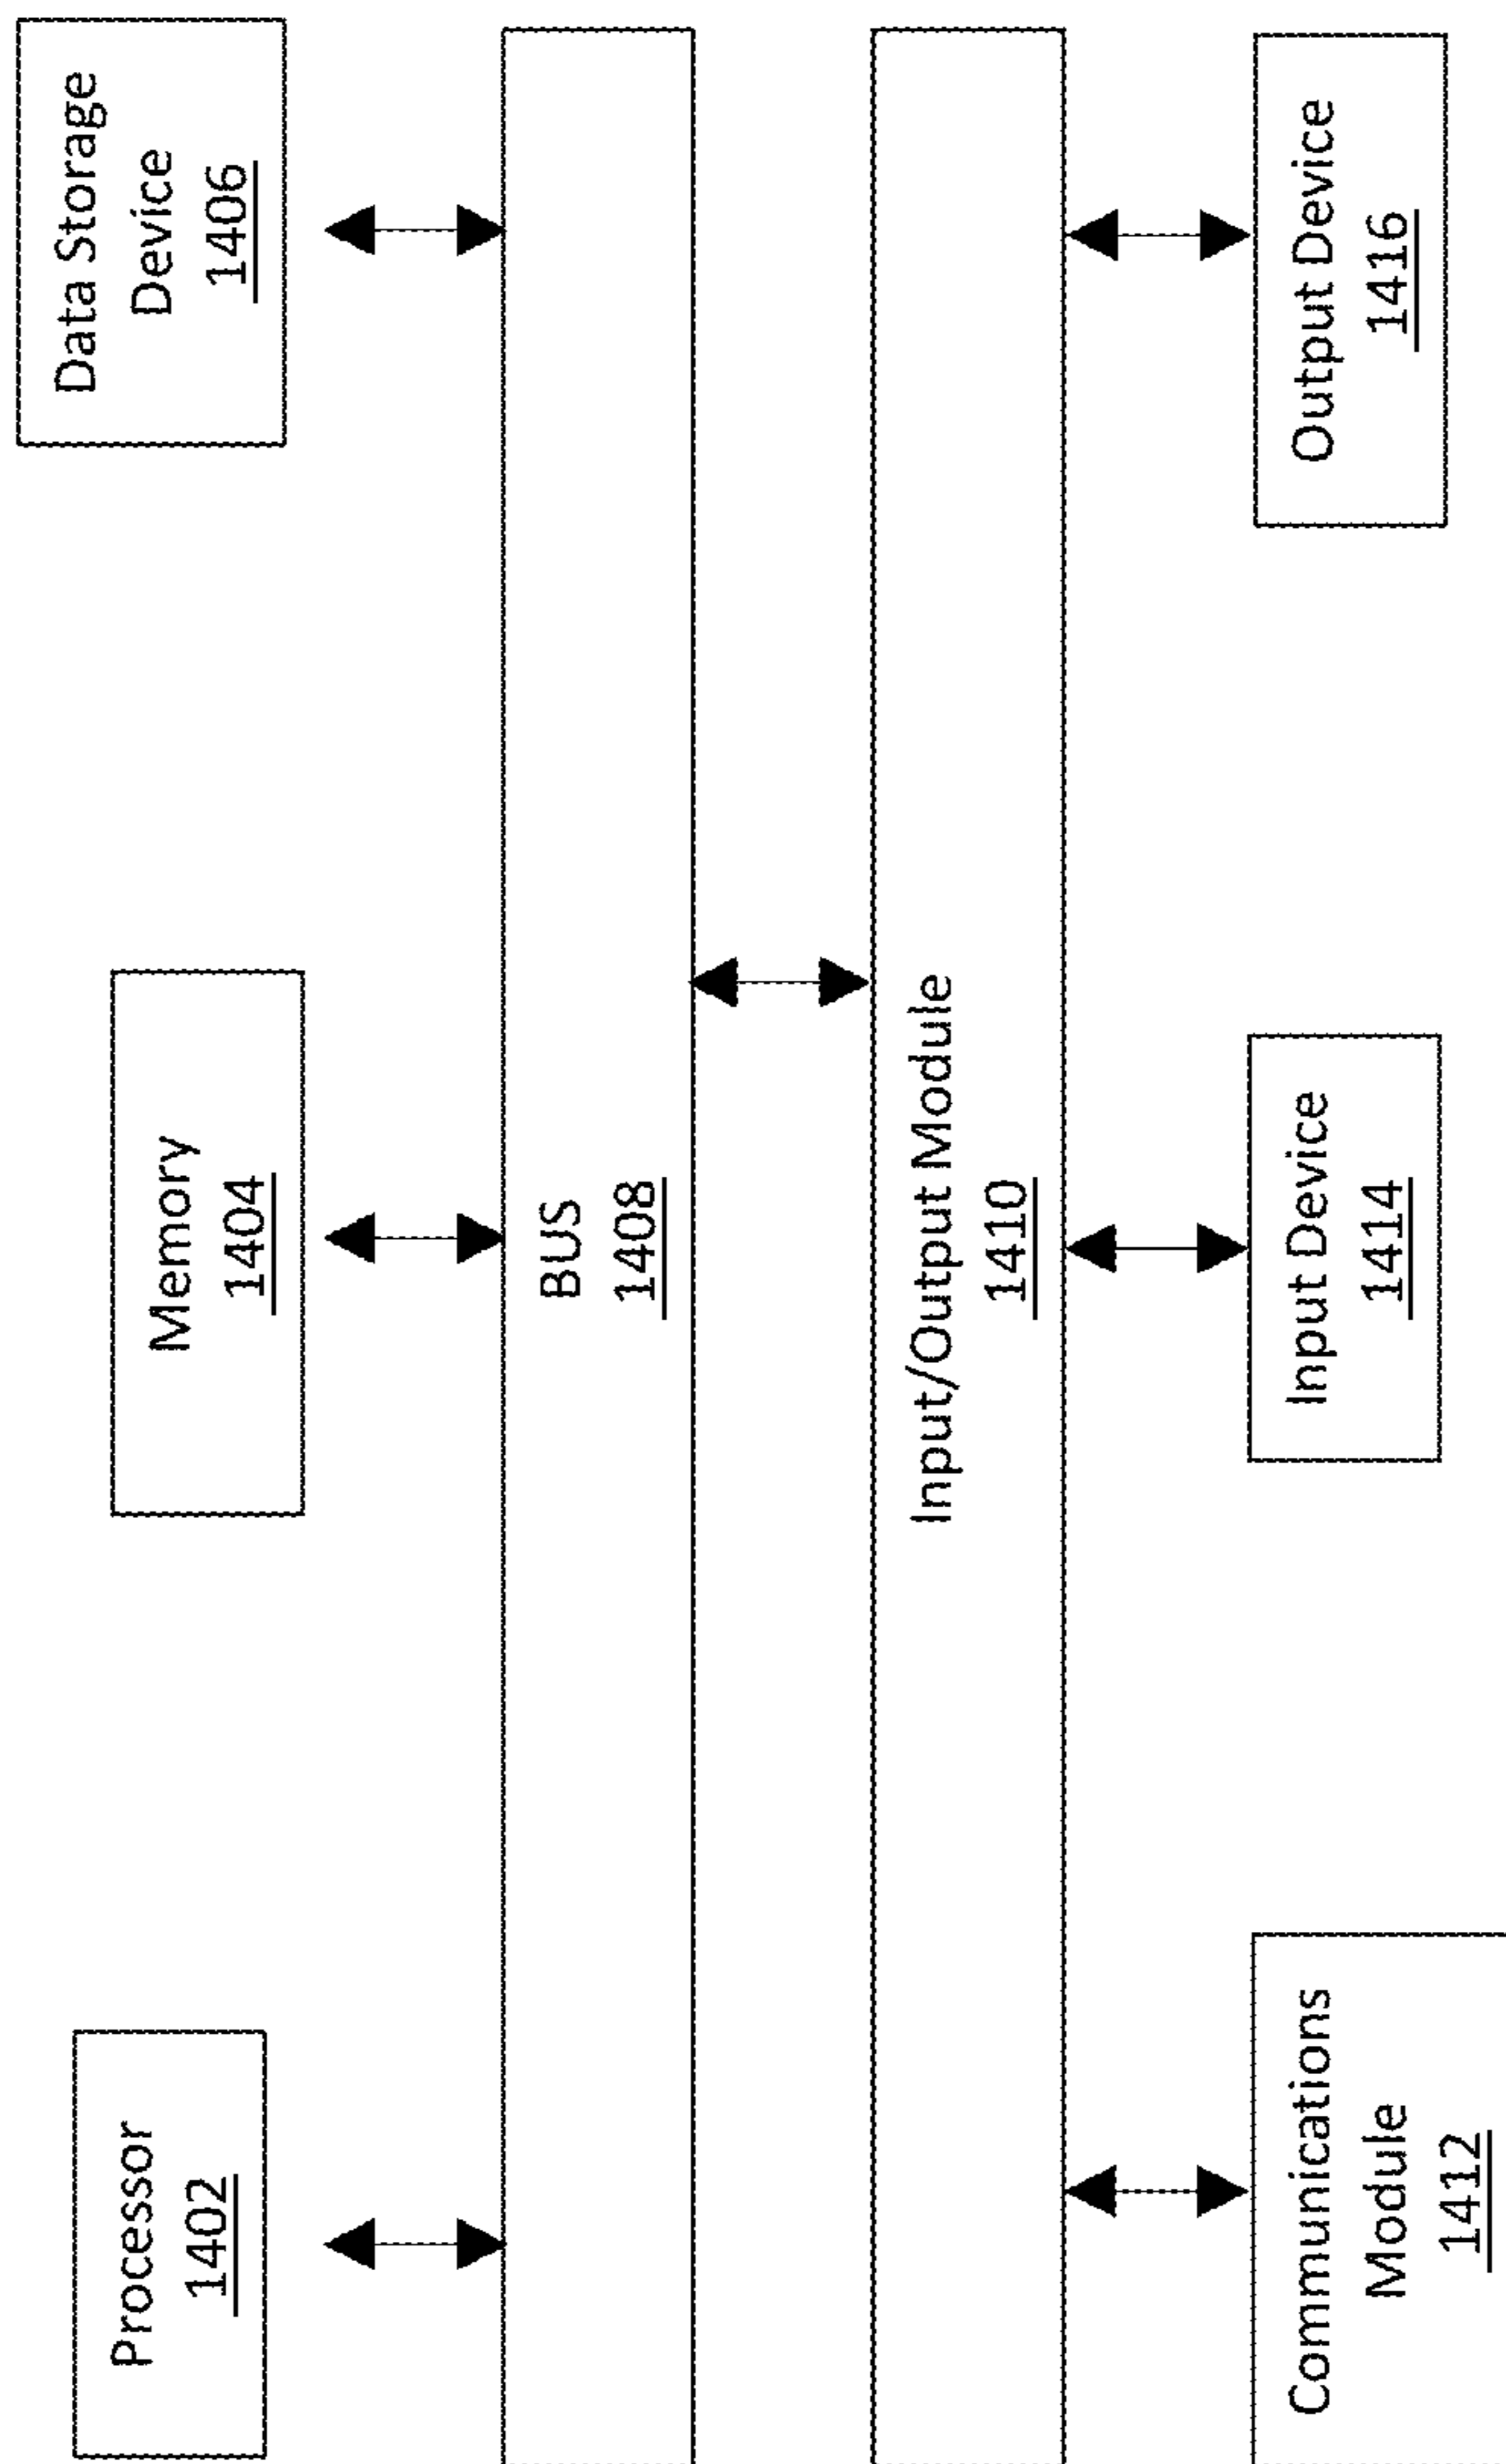 Processor
1402
Memory
1404
Data Storage
Device
1406
BUS
1408
Input/Output Module
1410
Communications
Module
1412
Input Device
1414
Output Device
1416